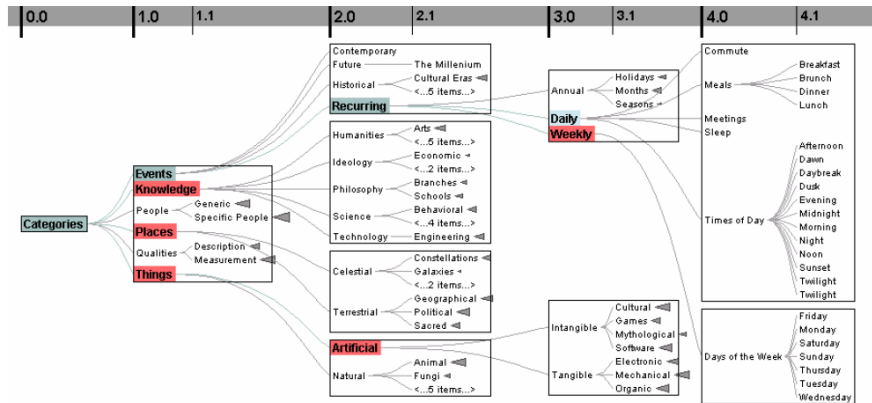 0.0
1.0
1.1
2.0
2.1
3.0
3.1
4.0
4.1
Categories
Events
Knowledge
People
Generic
Specific People
Places
Qualities
Description
Measurement
Things
Contemporary
Future
The Millenium
Historical
Cultural Eras
<...5 items...>
Recurring
Humanities
Arts
<...5 items...>
Ideology
Economic
<...2 items...>
Philosophy
Branches
Schools
Science
Behavioral
<...4 items...>
Technology
Engineering
Celestial
Constellations
Galaxies
<...2 items...>
Terrestrial
Geographical
Political
Sacred
Artificial
Natural
Animal
Fungi
<...5 items...>
Annual
Holidays
Months
Seasons
Daily
Weekly
Intangible
Cultural
Games
Mythological
Software
Tangible
Electronic
Mechanical
Organic
Commute
Meals
Breakfast
Brunch
Dinner
Lunch
Meetings
Sleep
Times of Day
Afternoon
Dawn
Daybreak
Dusk
Evening
Midnight
Morning
Night
Noon
Sunset
Twilight
Twilight
Days of the Week
Friday
Monday
Saturday
Sunday
Thursday
Tuesday
Wednesday